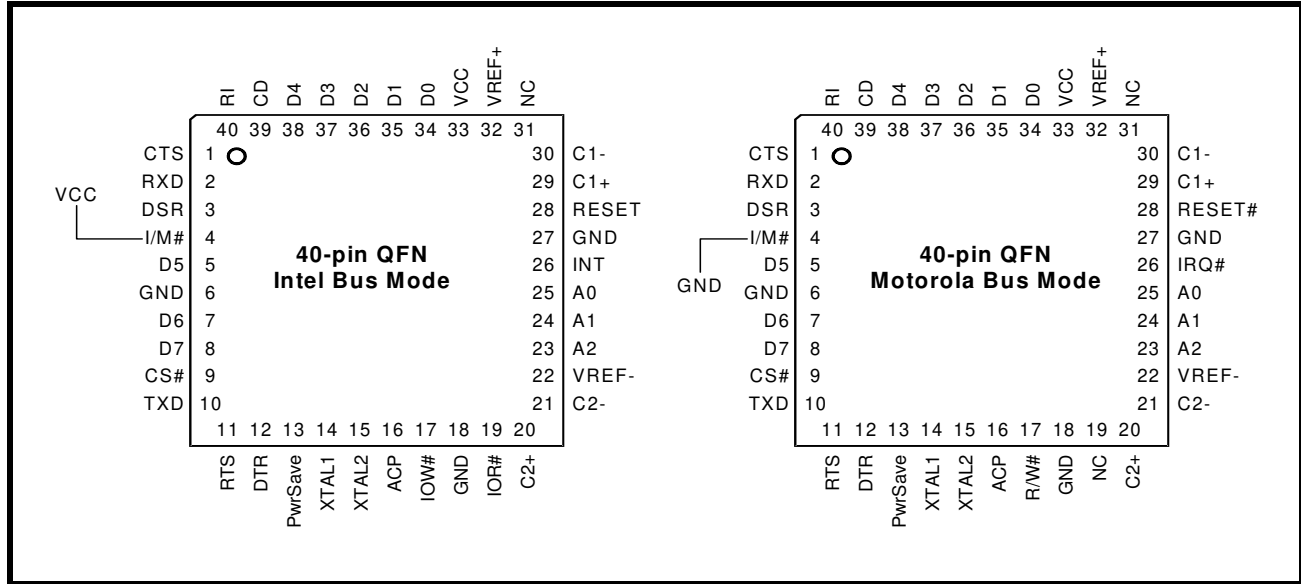 RI CD D4 D3 D2 D1 D0 VCC VREF+ NC
40 39 38 37 36 35 34 33 32 31
CTS 1 30 C1-
RXD 2 29 C1+
VCC
DSR 3 28 RESET
I/M# 4 27 GND
D5 5 26 INT
GND 6 25 A0
D6 7 24 A1
D7 8 23 A2
CS# 9 22 VREF-
TXD 10 21 C2-
40-pin QFN
Intel Bus Mode
11 12 13 14 15 16 17 18 19 20
RTS DTR PwrSave XTAL1 XTAL2 ACP IOW# GND IOR# C2+
RI CD D4 D3 D2 D1 D0 VCC VREF+ NC
40 39 38 37 36 35 34 33 32 31
CTS 1 30 C1-
RXD 2 29 C1+
DSR 3 28 RESET#
I/M# 4 27 GND
D5 5 26 IRQ#
GND
GND 6 25 A0
D6 7 24 A1
D7 8 23 A2
CS# 9 22 VREF-
TXD 10 21 C2-
40-pin QFN
Motorola Bus Mode
11 12 13 14 15 16 17 18 19 20
RTS DTR PwrSave XTAL1 XTAL2 ACP R/W# GND NC C2+